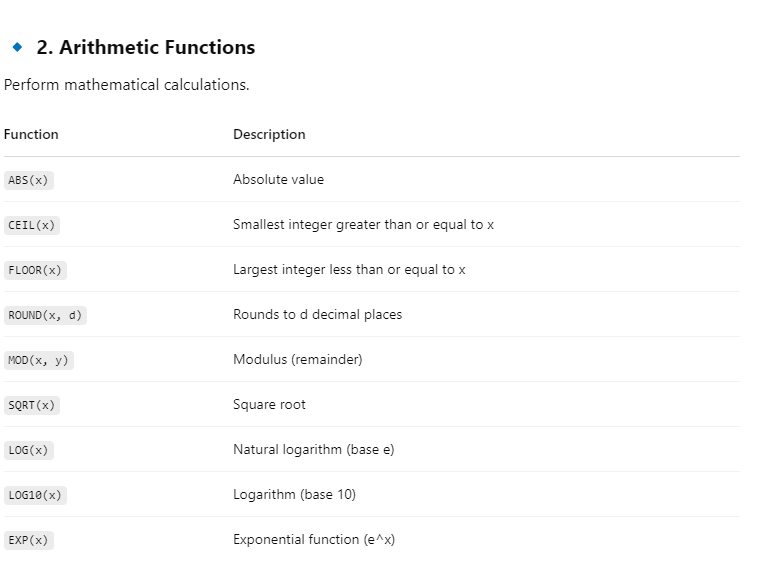 2. Arithmetic Functions
Perform mathematical calculations.
Function Description
ABS(x) Absolute value
CEIL(x) Smallest integer greater than or equal to x
FLOOR(x) Largest integer less than or equal to x
ROUND(x, d) Rounds to d decimal places
MOD(x, y) Modulus (remainder)
SQRT(x) Square root
LOG(x) Natural logarithm (base e)
LOG10(x) Logarithm (base 10)
EXP(x) Exponential function (e^x)